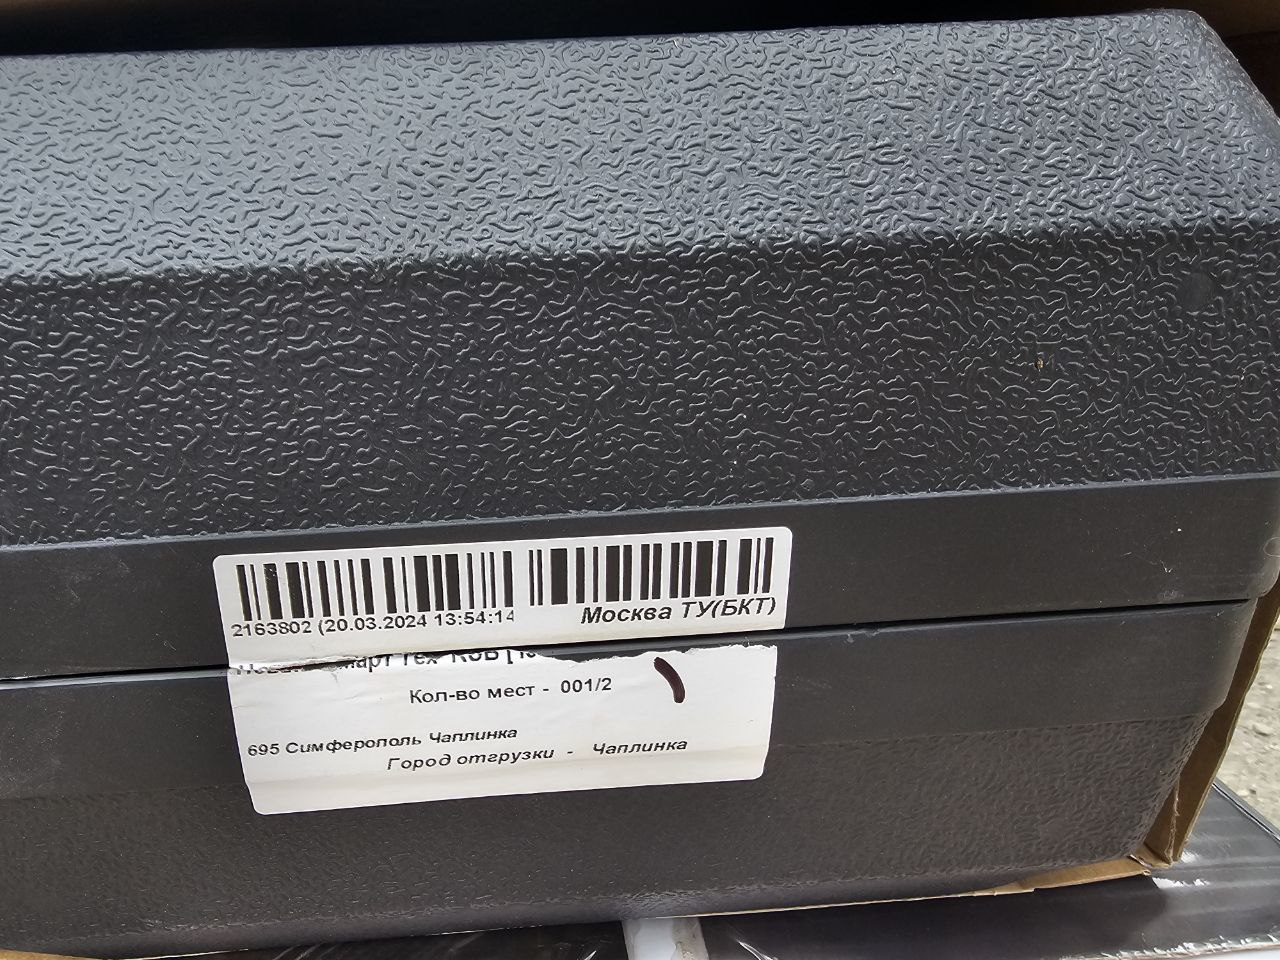 2163802 (20.03.2024 13:54:14
Москва ТУ(БКТ)
Кол-во мест - 001/2
695 Симферополь Чаплинка
Город отгрузки - Чаплинка